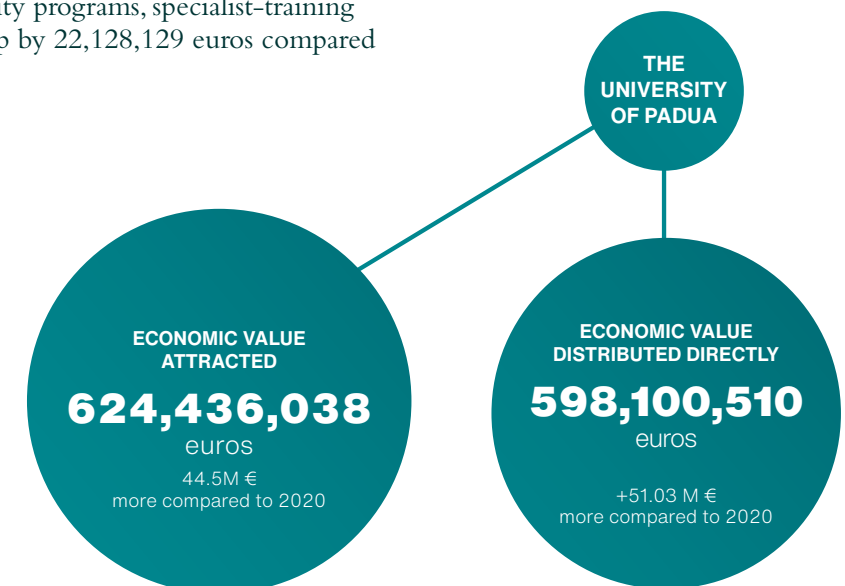 programs, specialist-training
by 22,128,129 euros compared
THE
UNIVERSITY
OF PADUA
ECONOMIC VALUE
ATTRACTED
624,436,038
euros
44.5M €
more compared to 2020
ECONOMIC VALUE
DISTRIBUTED DIRECTLY
598,100,510
euros
+51.03 M €
more compared to 2020